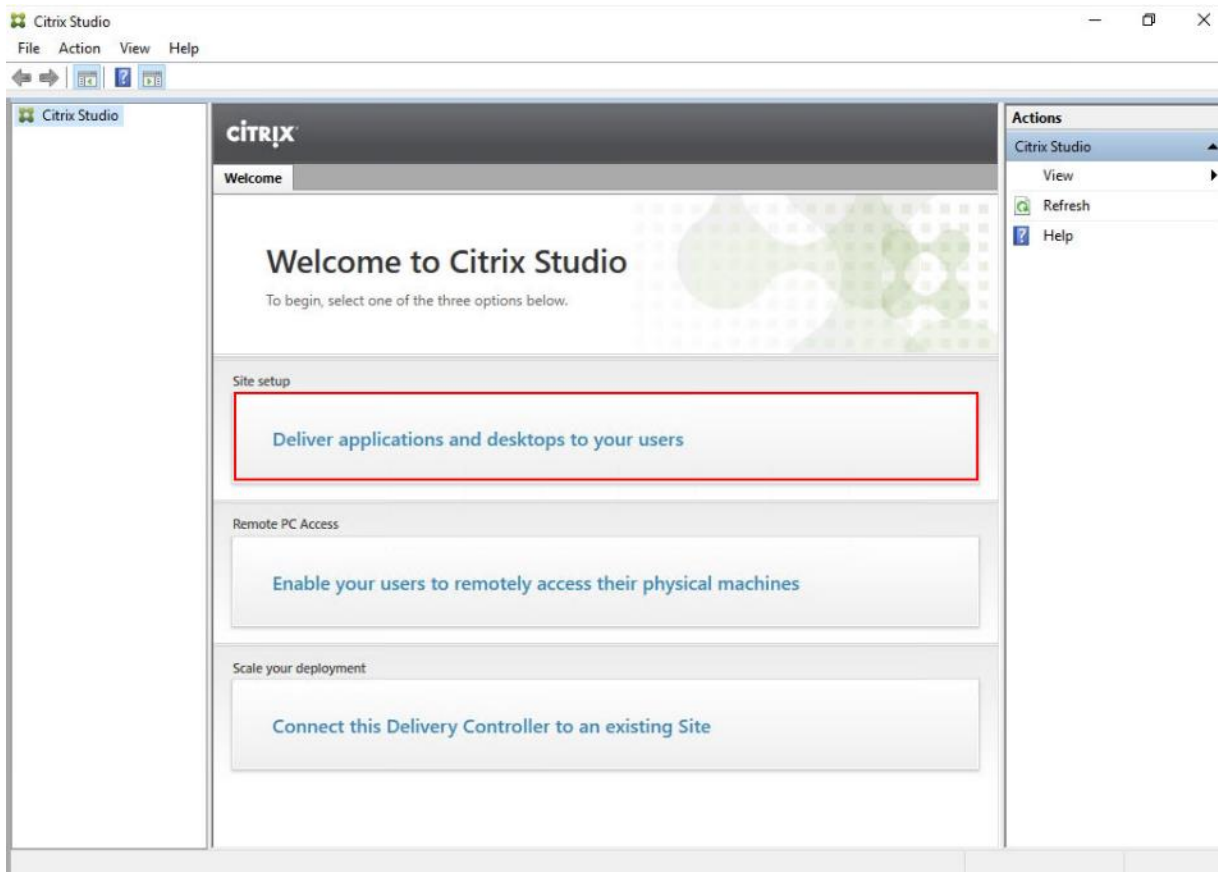 Citrix Studio
File Action View Help
Citrix Studio
CİTRIX
Welcome
Welcome to Citrix Studio
To begin, select one of the three options below.
Site setup
Deliver applications and desktops to your users
Remote PC Access
Enable your users to remotely access their physical machines
Scale your deployment
Connect this Delivery Controller to an existing Site
Actions
Citrix Studio
View
Refresh
Help